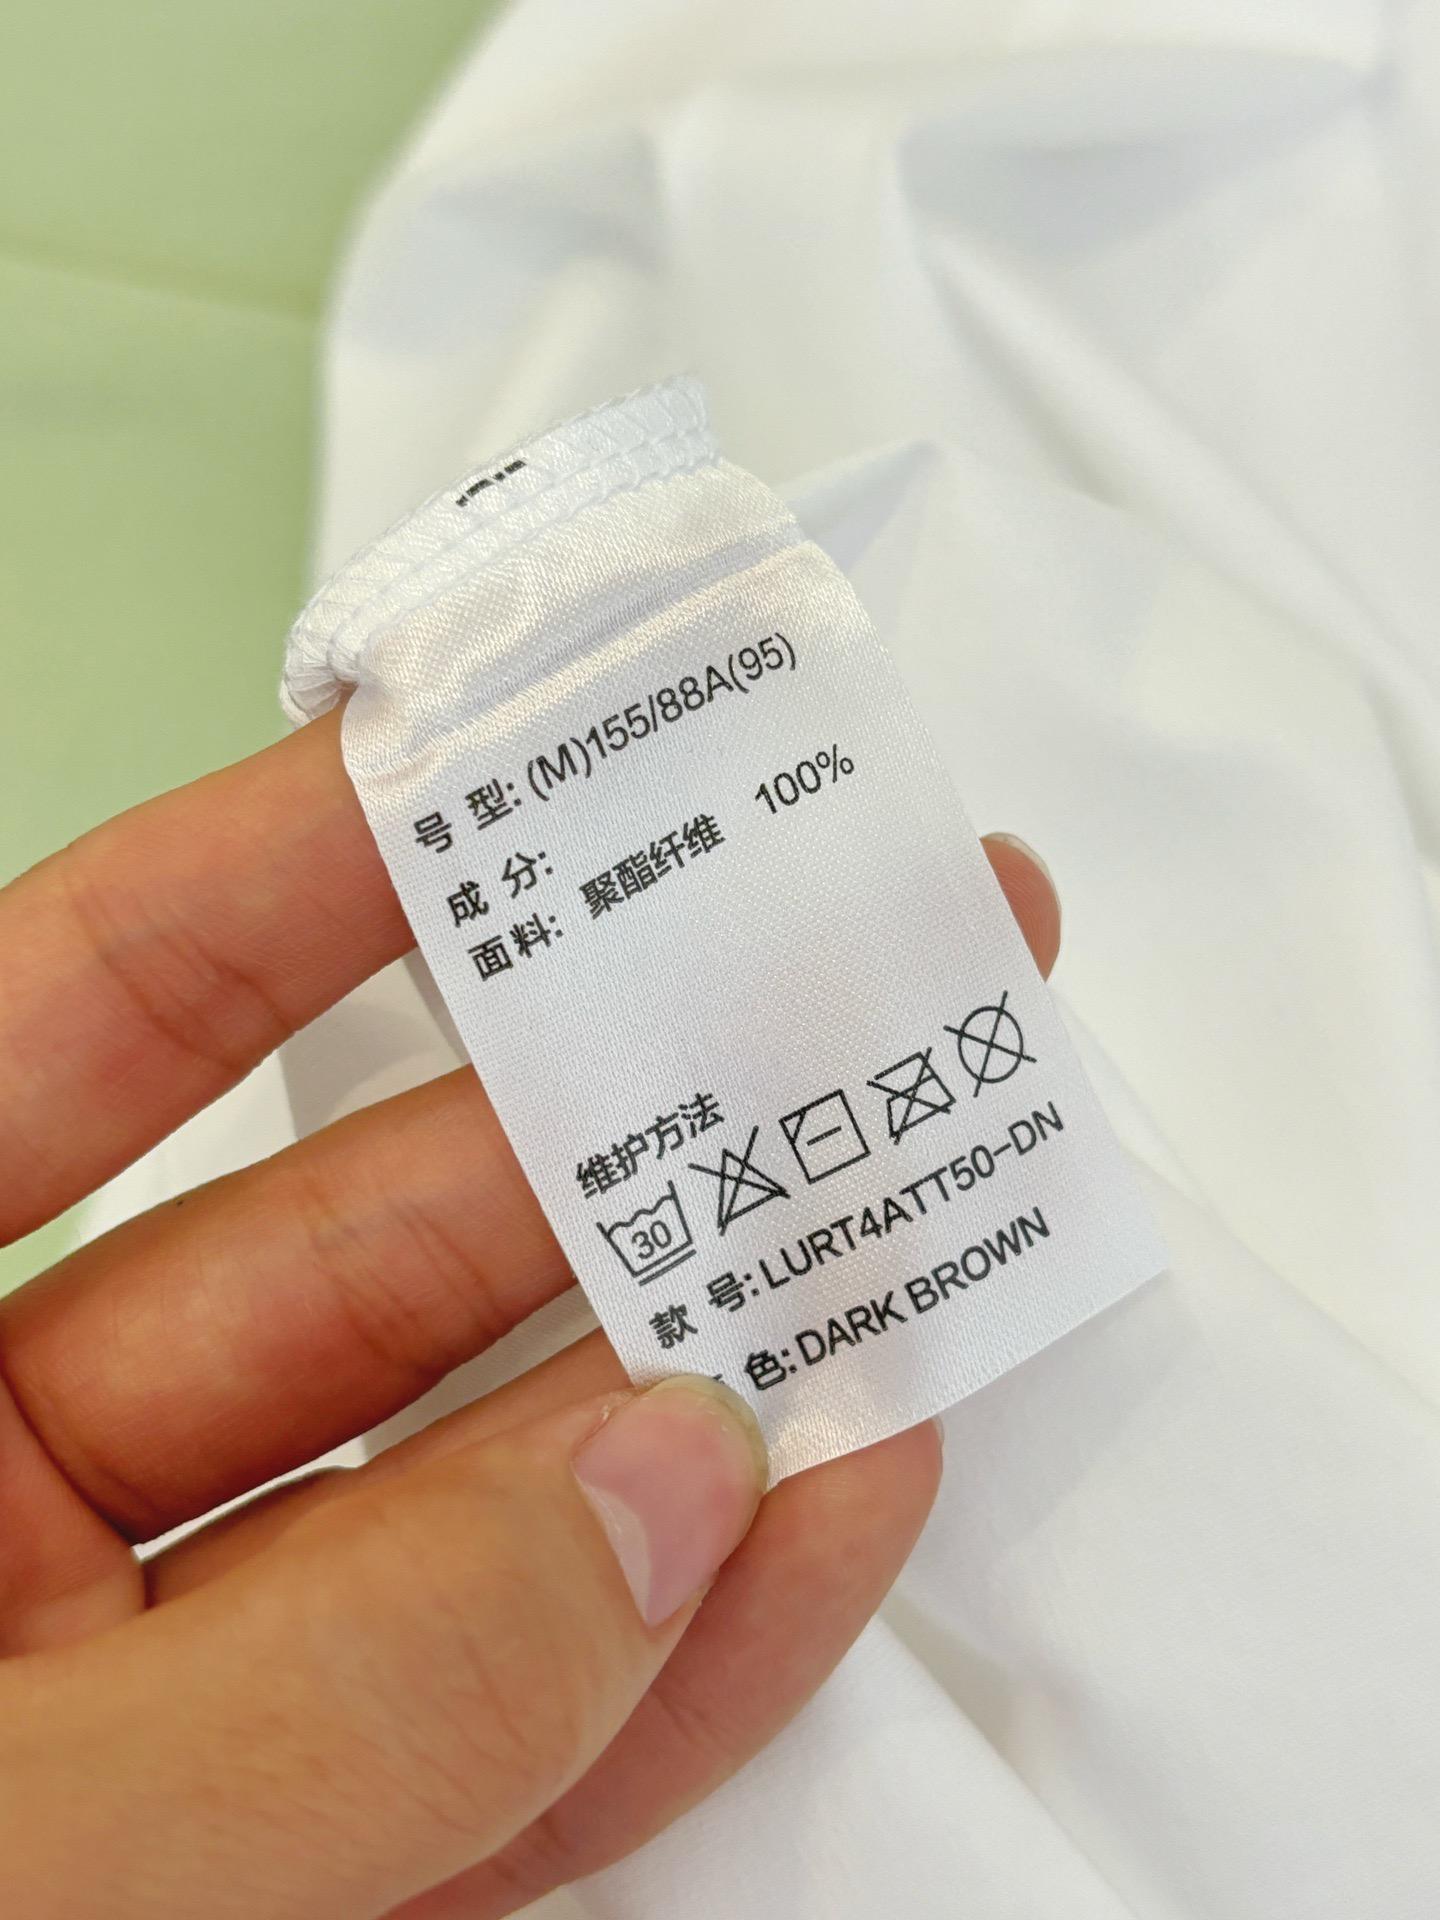 号 型: (M)155/88A(95)
成 分:
面料: 聚酯纤维 100%
维护方法
30
款 号: LURT4ATT50-DN
色: DARK BROWN